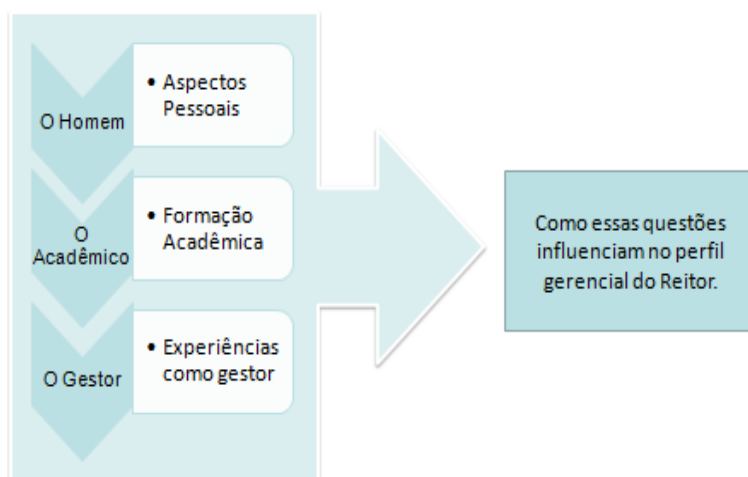 O Homem
• Aspectos
Pessoais
O
Acadêmico
• Formação
Acadêmica
O Gestor
• Experiências
como gestor
Como essas questões
influenciam no perfil
gerencial do Reitor.